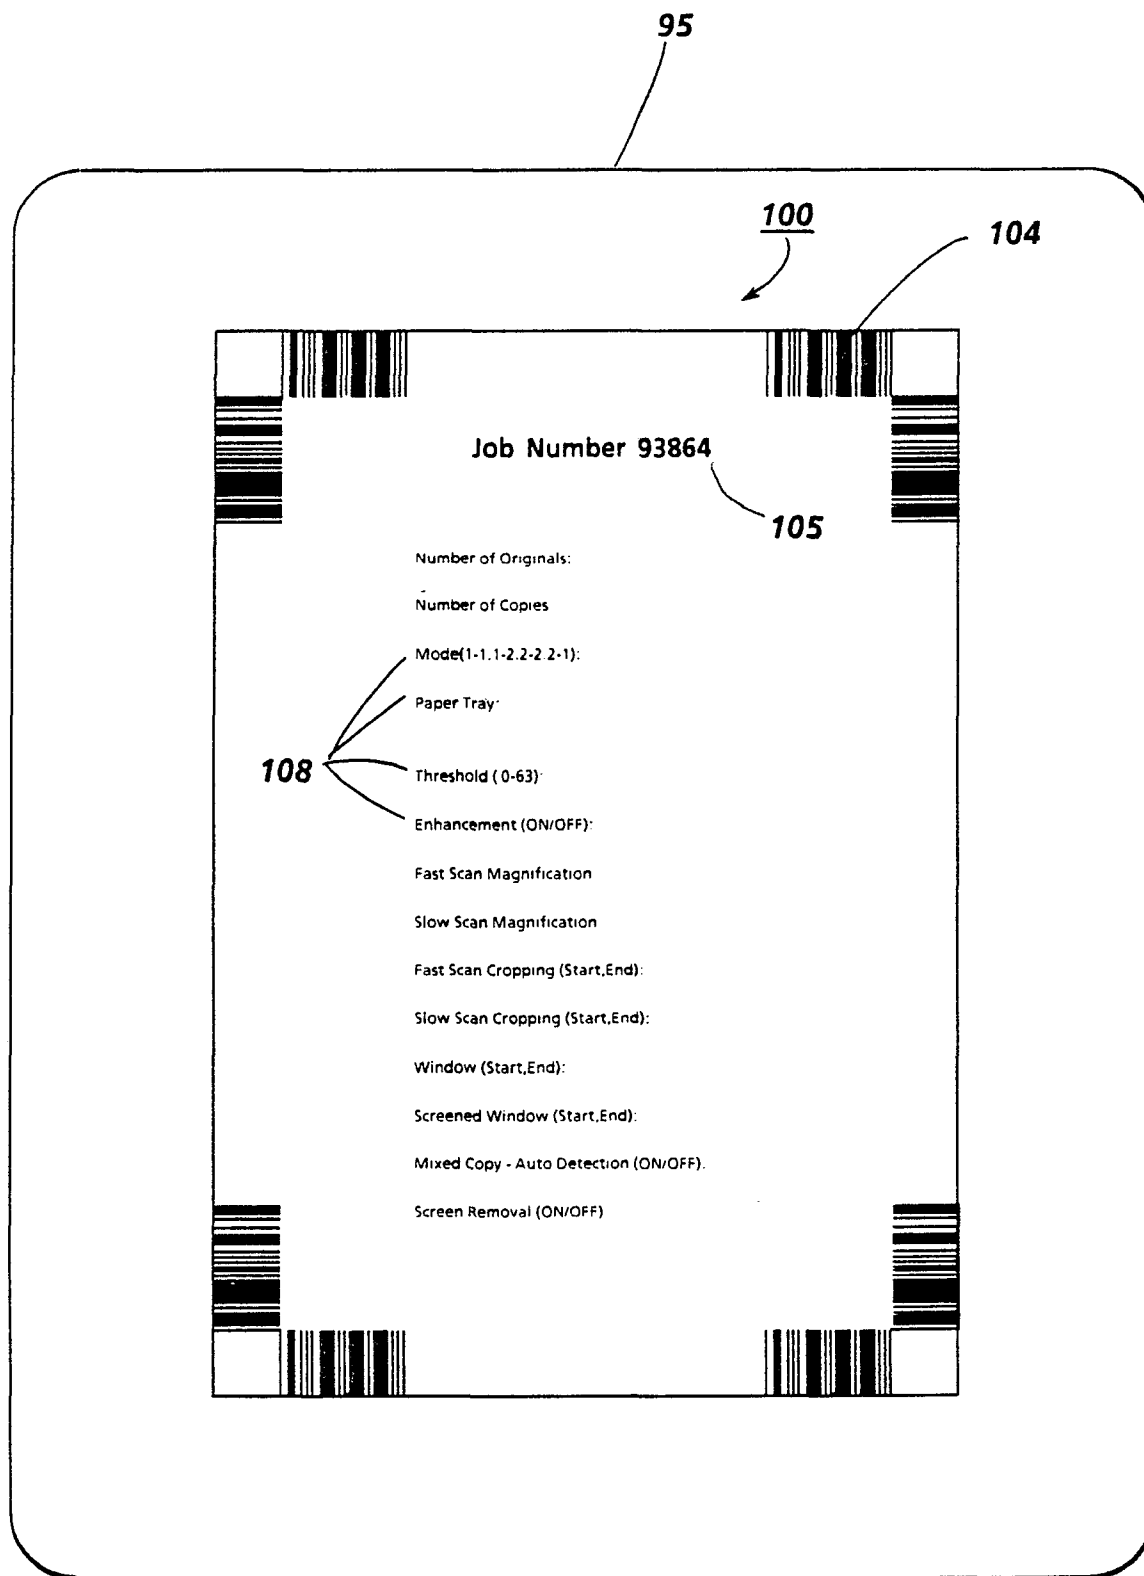 95
100
104
Job Number 93864
105
Number of Originals:
Number of Copies
Mode(1-1.1-2.2-2.2-1):
Paper Tray:
108
Threshold (0-63):
Enhancement (ON/OFF):
Fast Scan Magnification
Slow Scan Magnification
Fast Scan Cropping (Start,End):
Slow Scan Cropping (Start,End):
Window (Start,End):
Screened Window (Start,End):
Mixed Copy - Auto Detection (ON/OFF).
Screen Removal (ON/OFF)